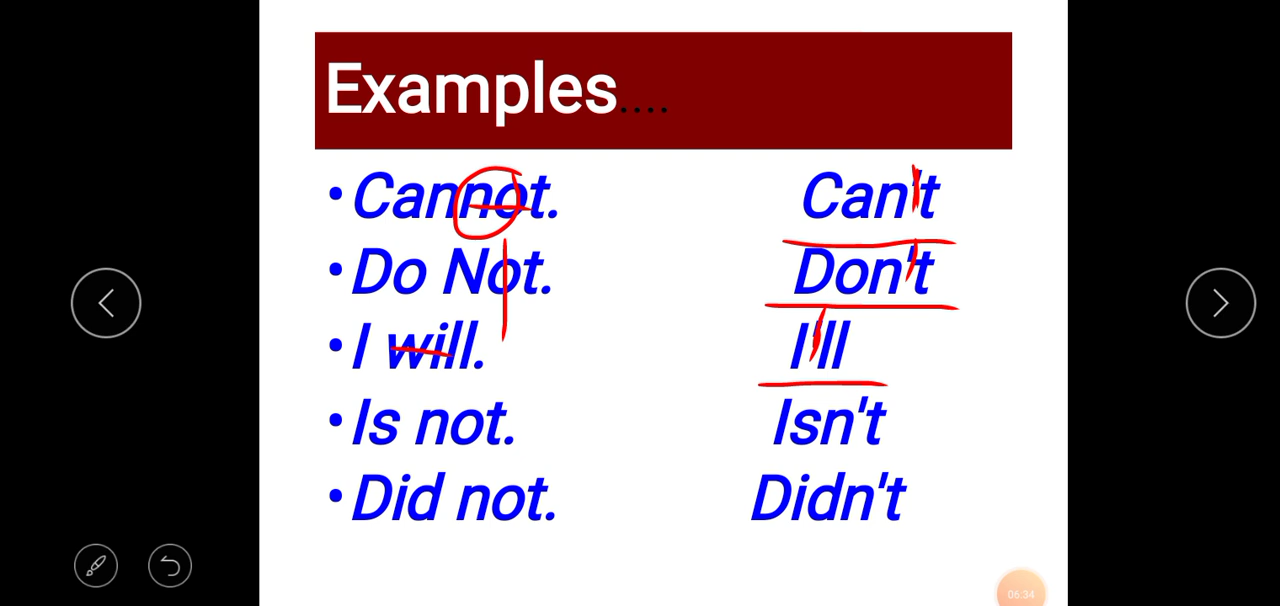 Examples....
•Cannot. Can't
•Do Not. Don't
•I will. I'll
•Is not. Isn't
•Did not. Didn't
06:34